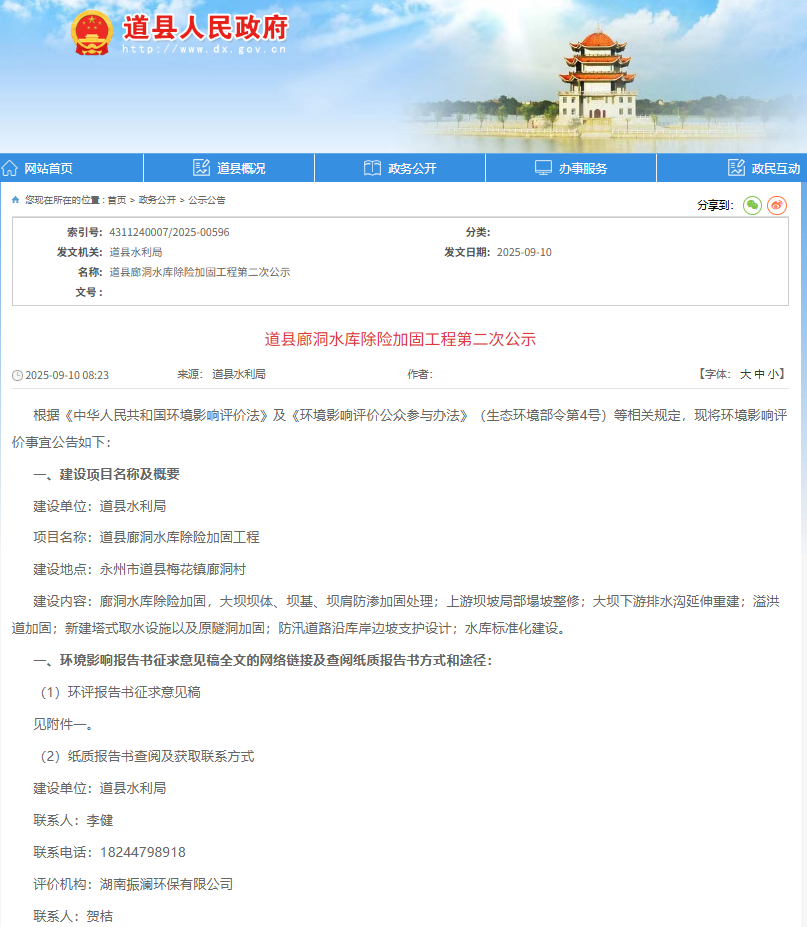 道县人民政府
http://www.dx.gov.cn
网站首页 道县概况 政务公开 办事服务 政民互动
您现在所在的位置：首页 > 政务公开 > 公示公告 分享到：
索引号： 4311240007/2025-00596 分类：
发文机关： 道县水利局 发文日期： 2025-09-10
名称： 道县廊洞水库除险加固工程第二次公示
文号：
道县廊洞水库除险加固工程第二次公示
2025-09-10 08:23 来源： 道县水利局 作者： 【字体： 大 中 小】
根据《中华人民共和国环境影响评价法》及《环境影响评价公众参与办法》（生态环境部令第4号）等相关规定，现将环境影响评
价事宜公告如下：
一、建设项目名称及概要
建设单位：道县水利局
项目名称：道县廊洞水库除险加固工程
建设地点：永州市道县梅花镇廊洞村
建设内容：廊洞水库除险加固，大坝坝体、坝基、坝肩防渗加固处理；上游坝坡局部塌坡整修；大坝下游排水沟延伸重建；溢洪
道加固；新建塔式取水设施以及原隧洞加固；防汛道路沿库岸边坡支护设计；水库标准化建设。
一、环境影响报告书征求意见稿全文的网络链接及查阅纸质报告书方式和途径：
（1）环评报告书征求意见稿
见附件一。
（2）纸质报告书查阅及获取联系方式
建设单位：道县水利局
联系人：李健
联系电话：18244798918
评价机构：湖南振澜环保有限公司
联系人：贺桔